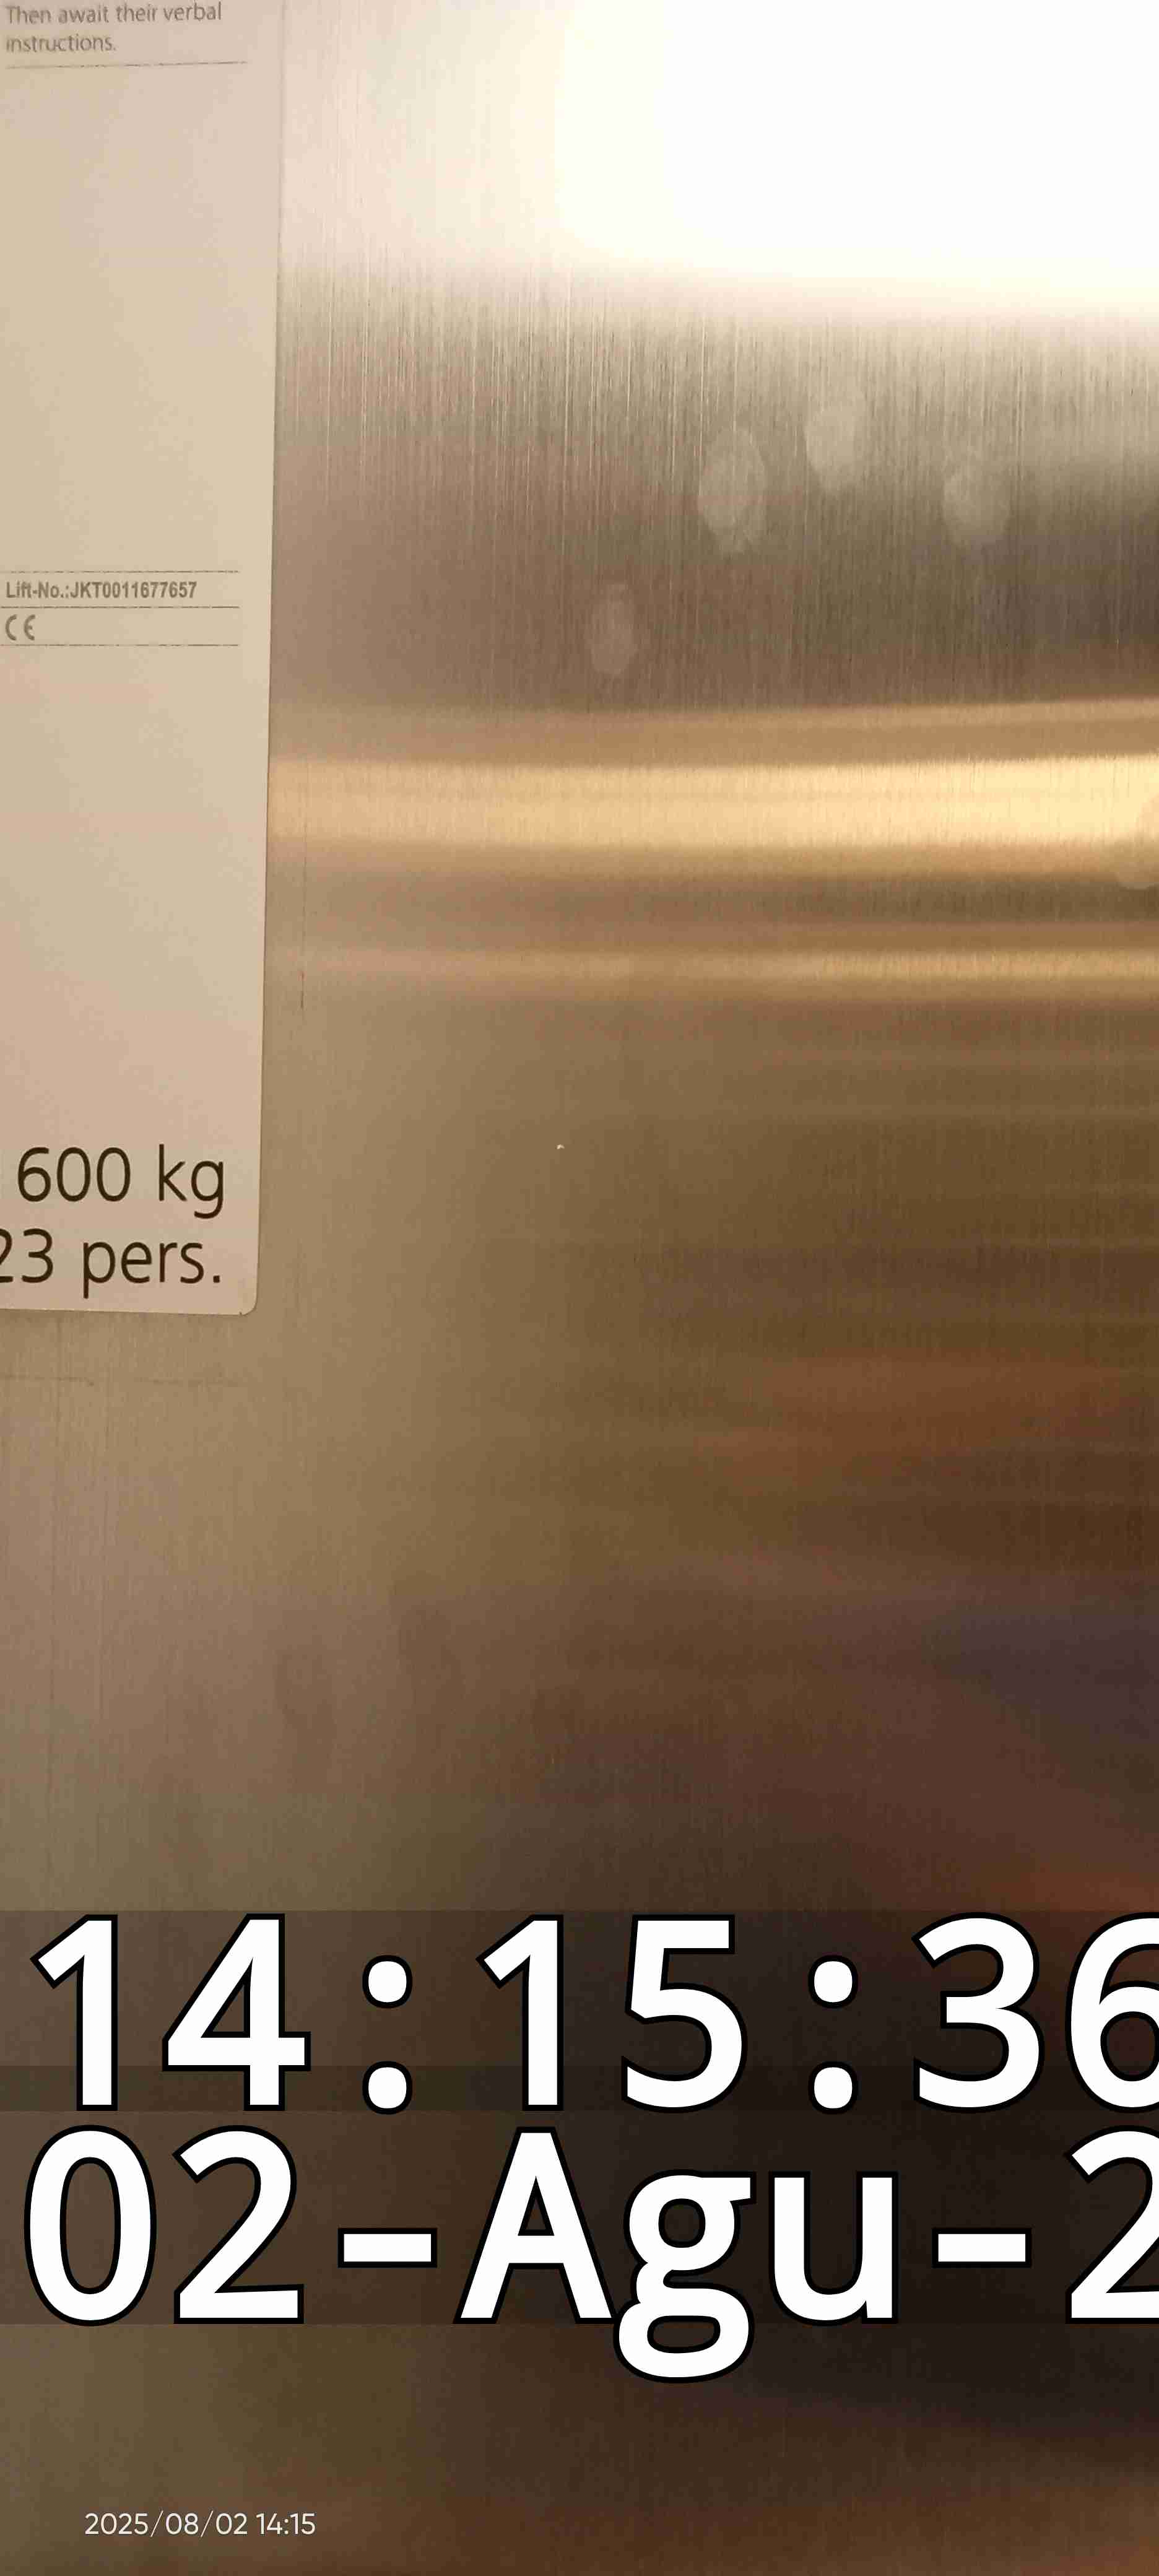 Then await their verbal
instructions.
Lift-No.:JKT0011677657
CE
600 kg
23 pers.
14:15:36
02-Agu-2
2025/08/02 14:15